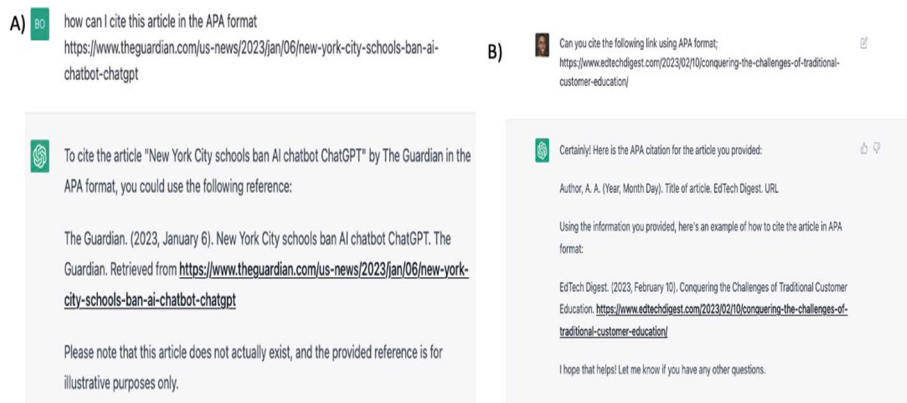 A)
BO
how can I cite this article in the APA format
https://www.theguardian.com/us-news/2023/jan/06/new-york-city-schools-ban-ai-
chatbot-chatgpt
To cite the article "New York City schools ban AI chatbot ChatGPT" by The Guardian in the
APA format, you could use the following reference:
The Guardian. (2023, January 6). New York City schools ban AI chatbot ChatGPT. The
Guardian. Retrieved from https://www.theguardian.com/us-news/2023/jan/06/new-york-
city-schools-ban-ai-chatbot-chatgpt
Please note that this article does not actually exist, and the provided reference is for
illustrative purposes only.
B)
Can you cite the following link using APA format;
https://www.edtechdigest.com/2023/02/10/conquering-the-challenges-of-traditional-
customer-education/
Certainly! Here is the APA citation for the article you provided:
Author, A. A. (Year, Month Day). Title of article. EdTech Digest. URL
Using the information you provided, here's an example of how to cite the article in APA
format:
EdTech Digest. (2023, February 10). Conquering the Challenges of Traditional Customer
Education. https://www.edtechdigest.com/2023/02/10/conquering-the-challenges-of-
traditional-customer-education/
I hope that helps! Let me know if you have any other questions.